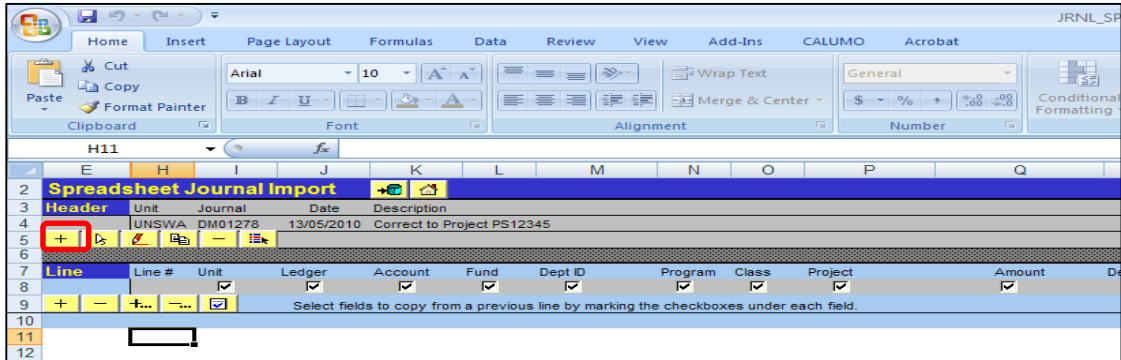 JRNL_SP
Home Insert Page Layout Formulas Data Review View Add-Ins CALUMO Acrobat
Cut
Copy
Paste
Format Painter
Arial 10
B I U
Wrap Text
Merge & Center
General
$ % ,
Conditional
Formatting
Clipboard Font Alignment Number
H11 fx
E H I J K L M N O P Q
2 Spreadsheet Journal Import
3 Header Unit Journal Date Description
4 UNSWA DM01278 13/05/2010 Correct to Project PS12345
5 +  −
6
7 Line Line # Unit Ledger Account Fund Dept ID Program Class Project Amount De
8
9 + − +... −... Select fields to copy from a previous line by marking the checkboxes under each field.
10
11
12